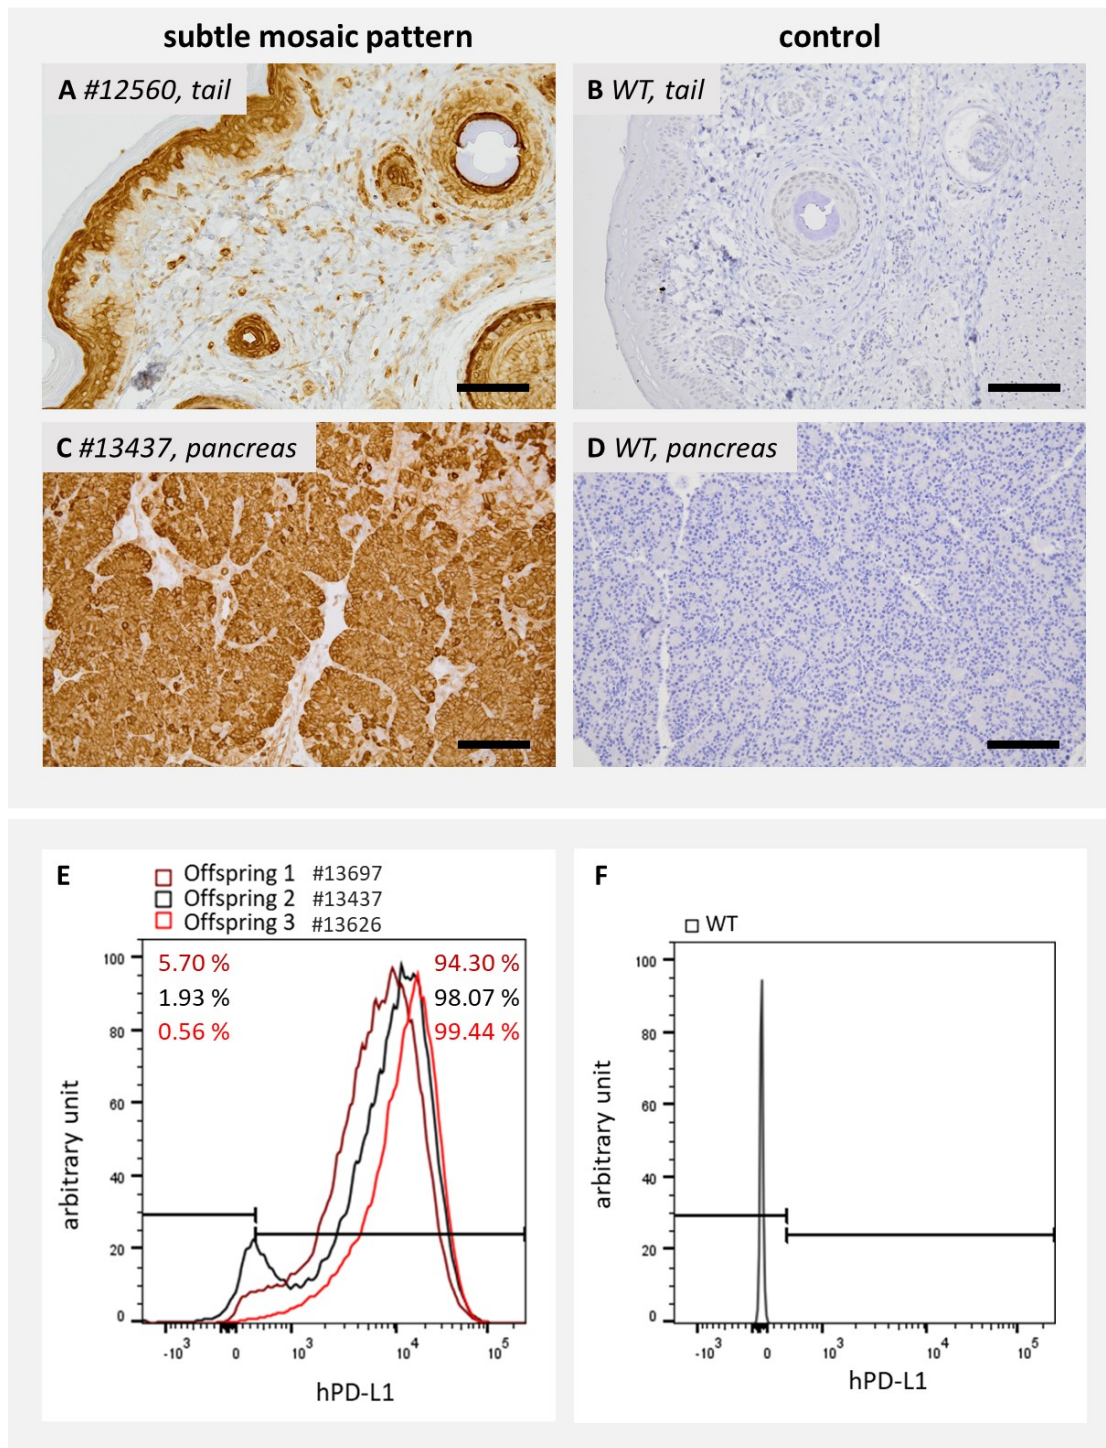 subtle mosaic pattern
control
A #12560, tail
B WT, tail
C #13437, pancreas
D WT, pancreas
E
Offspring 1 #13697
Offspring 2 #13437
Offspring 3 #13626
5.70 % 94.30 %
1.93 % 98.07 %
0.56 % 99.44 %
100
80
60
40
20
0
arbitrary unit
-10³ 0 10³ 10⁴ 10⁵
hPD-L1
F
WT
100
80
60
40
20
0
arbitrary unit
-10³ 0 10³ 10⁴ 10⁵
hPD-L1